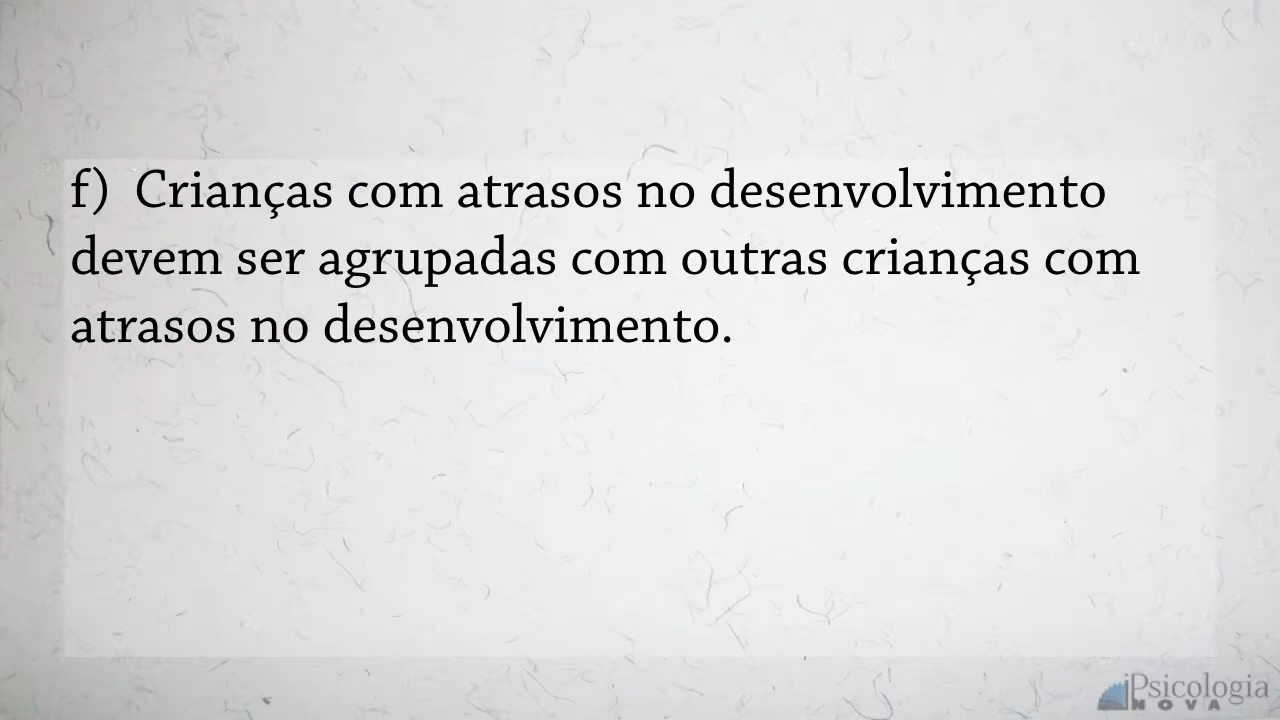 f) Crianças com atrasos no desenvolvimento
devem ser agrupadas com outras crianças com
atrasos no desenvolvimento.
Psicologia
NOVA